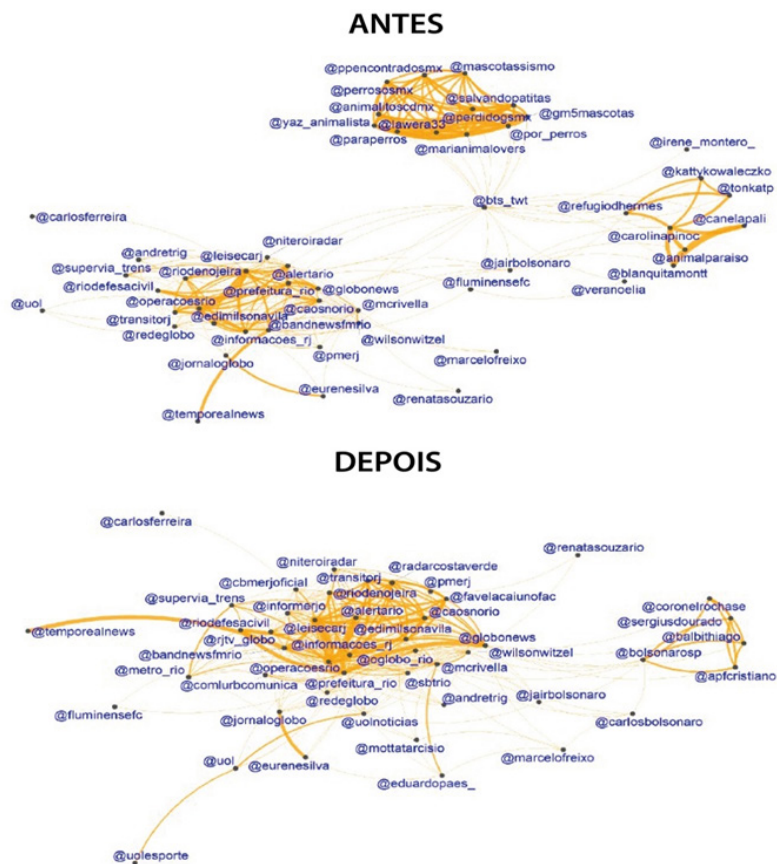 ANTES
@ppencontradosmx @mascotassismo
@perrososmx
@animalitoscdmx @salvandopatitas
@yaz_animalista @lawera33 @perdidogsmx @gm5mascotas
@paraperros @por_perros
@marianimalovers
@irene_montero_
@kattykowaleczko
@tonkatp
@bts_twt @refugiodhermes
@canelapali
@carlosferreira
@carolinapinoc
@niteroiradar
@andretrig @leisecarj
@animalparaiso
@supervia_trens @riodenojeira @alertario @jairbolsonaro
@blanquitamontt
@riodefesacivil @prefeitura_rio @globonews @fluminensefc @verancelia
@uol @operacoesrio @caosnorio @mcrivella
@transitorj @edimilsonavila @bandnewsfmrio
@redeglobo
@informacoes_rj @wilsonwitzel
@pmerj @marcelofreixo
@jornaloglobo
@eurenesilva @renatasouzario
@temporealnews
DEPOIS
@carlosferreira
@renatasouzario
@niteroiradar @radarcostaverde
@cbmerjoficial @transitorj @pmerj
@supervia_trens @riodenojeira @favelacaiunofac
@informerjo @alertario @caosnorio @coronelrochase
@riodefesacivil @leisecarj @edimilsonavila @sergiusdourado
@temporealnews @rjtv_globo @informacoes_rj @globonews @balbithiago
@bandnewsfmrio @oglobo_rio @wilsonwitzel @bolsonarosp
@metro_rio @operacoesrio @mcrivella @apfcristiano
@comlurbcomunica @prefeitura_rio @sbtrio
@redeglobo @andretrig @jairbolsonaro
@fluminensefc @jornaloglobo @uolnoticias @carlosbolsonaro
@mottatarcisio
@uol @eurenesilva @marcelofreixo
@eduardopaes_
@uolesporte